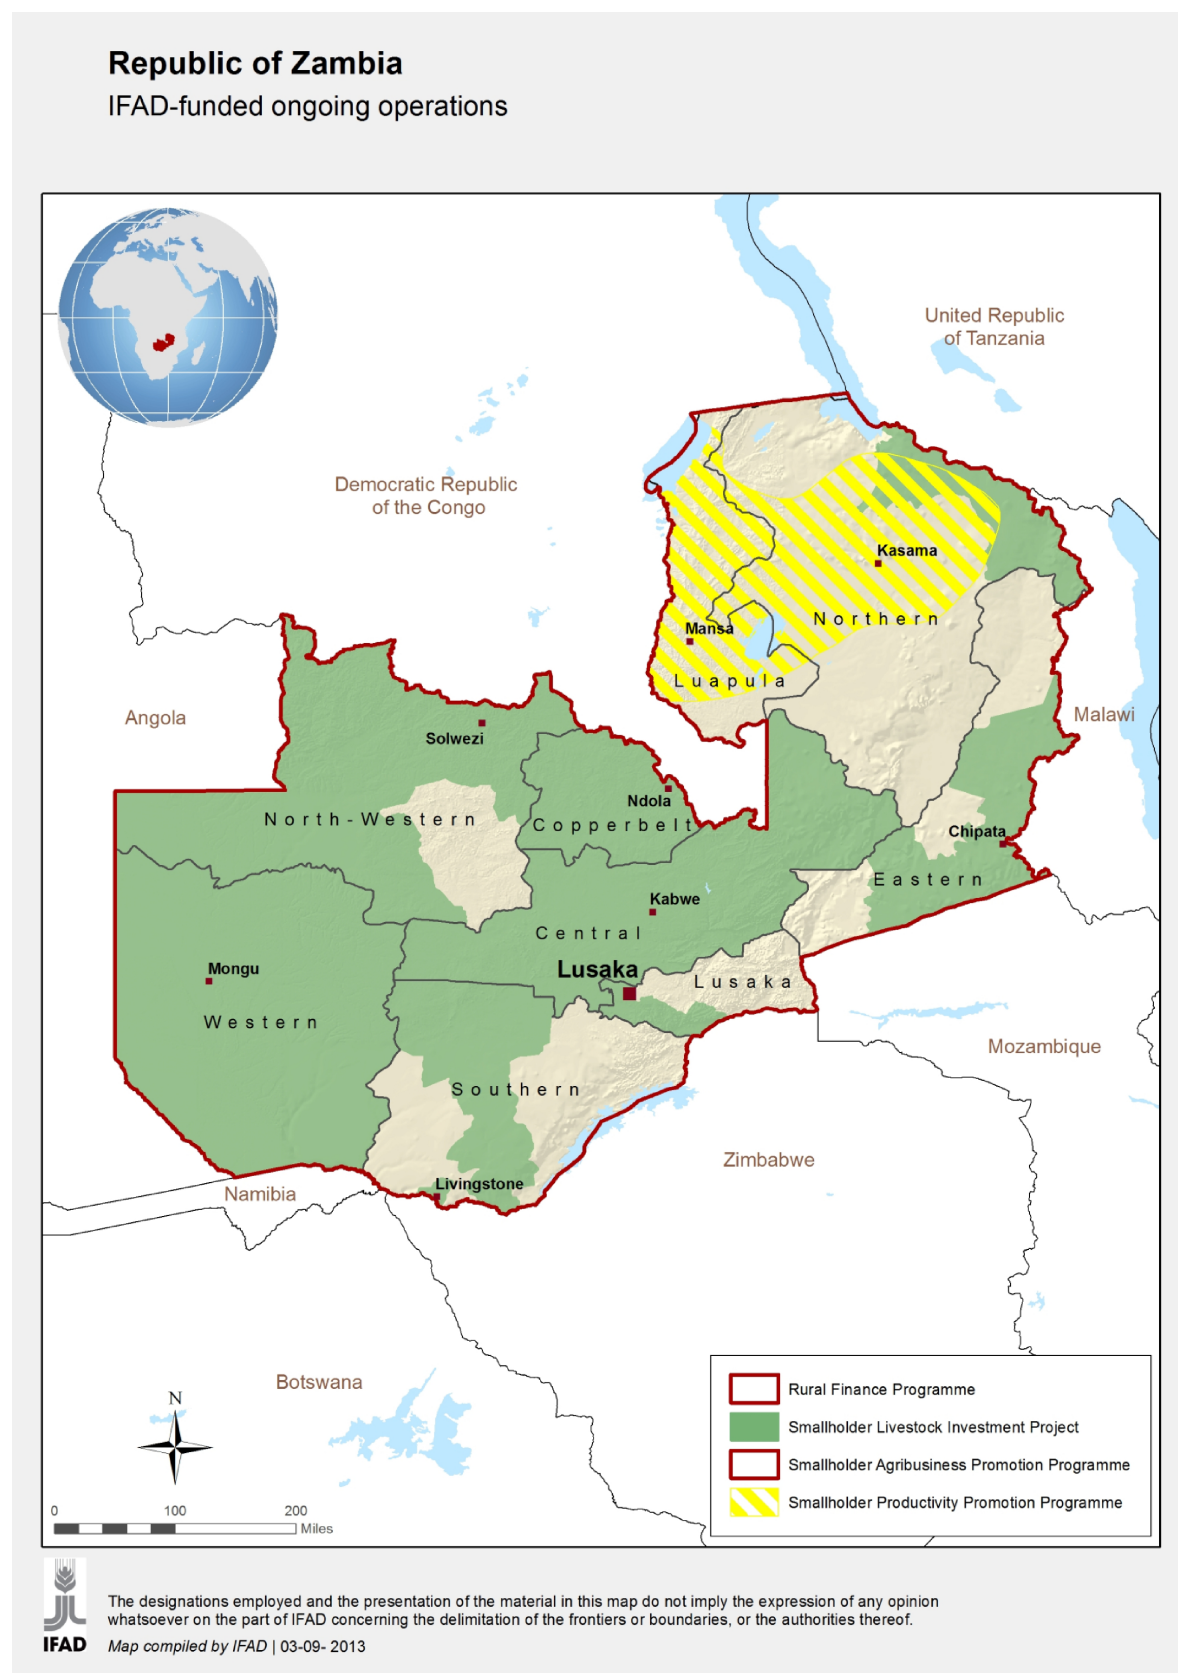 Republic of Zambia
IFAD-funded ongoing operations
United Republic
of Tanzania
Democratic Republic
of the Congo
Kasama
Northern
Mansa
Luapula
Angola
Malawi
Solwezi
Ndola
North-Western
Copperbelt
Chipata
Eastern
Kabwe
Central
Mongu
Lusaka
Lusaka
Western
Mozambique
Southern
Zimbabwe
Livingstone
Namibia
Botswana
N
Rural Finance Programme
Smallholder Livestock Investment Project
Smallholder Agribusiness Promotion Programme
Smallholder Productivity Promotion Programme
0 100 200
Miles
The designations employed and the presentation of the material in this map do not imply the expression of any opinion
whatsoever on the part of IFAD concerning the delimitation of the frontiers or boundaries, or the authorities thereof.
IFAD
Map compiled by IFAD | 03-09- 2013